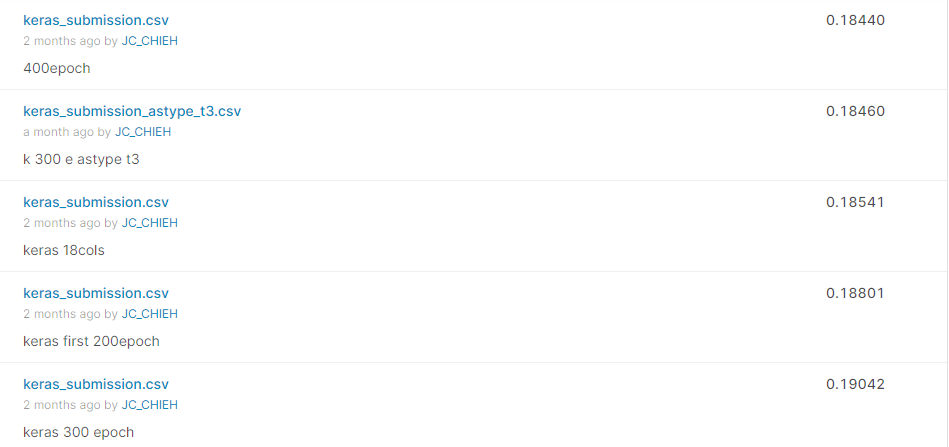 keras_submission.csv 0.18440
2 months ago by JC_CHIEH
400epoch
keras_submission_astype_t3.csv 0.18460
a month ago by JC_CHIEH
k 300 e astype t3
keras_submission.csv 0.18541
2 months ago by JC_CHIEH
keras 18cols
keras_submission.csv 0.18801
2 months ago by JC_CHIEH
keras first 200epoch
keras_submission.csv 0.19042
2 months ago by JC_CHIEH
keras 300 epoch